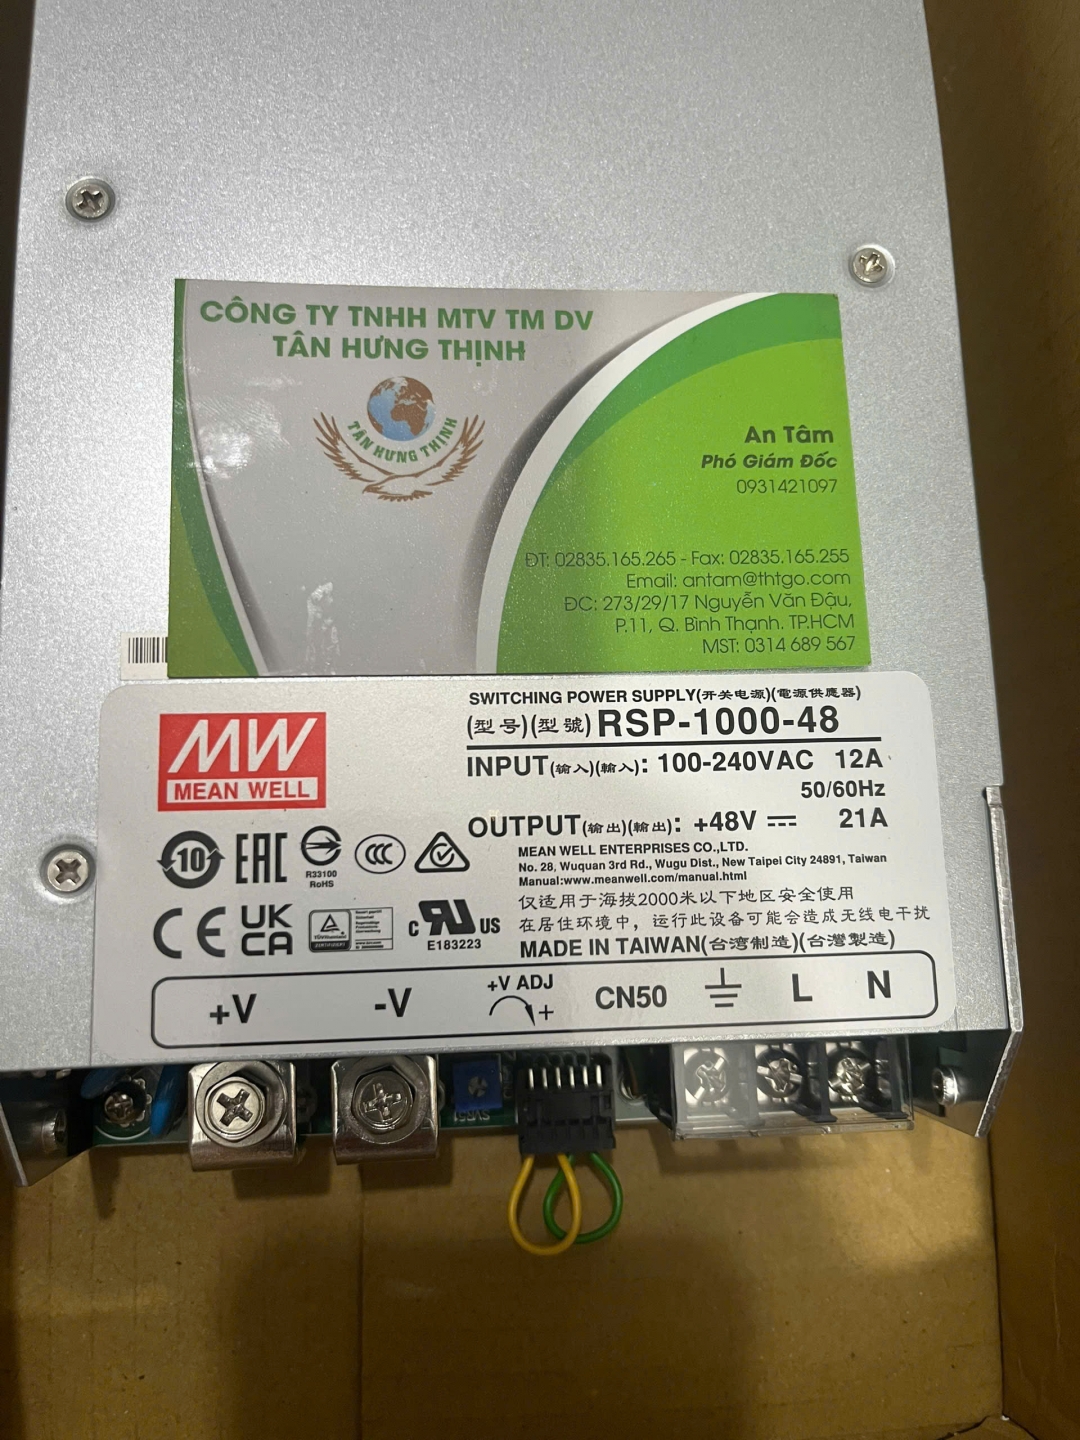 CÔNG TY TNHH MTV TM DV
TÂN HƯNG THỊNH
TÂN HƯNG THỊNH
An Tâm
Phó Giám Đốc
0931421097
ĐT: 02835.165.265 - Fax: 02835.165.255
Email: antam@thtgo.com
ĐC: 273/29/17 Nguyễn Văn Đậu,
P.11, Q. Bình Thạnh. TP.HCM
MST: 0314 689 567
SWITCHING POWER SUPPLY(开关电源)(電源供應器)
(型号)(型號) RSP-1000-48
INPUT(输入)(輸入): 100-240VAC 12A
50/60Hz
OUTPUT(输出)(輸出): +48V 21A
MW
MEAN WELL
10
EAC
R33100
RoHS
CCC
MEAN WELL ENTERPRISES CO.,LTD.
No. 28, Wuquan 3rd Rd., Wugu Dist., New Taipei City 24891, Taiwan
Manual:www.meanwell.com/manual.html
仅适用于海拔2000米以下地区安全使用
在居住环境中，运行此设备可能会造成无线电干扰
MADE IN TAIWAN(台湾制造)(台灣製造)
CE
UK
CA
c RU US
E183223
+V -V +V ADJ + CN50 L N